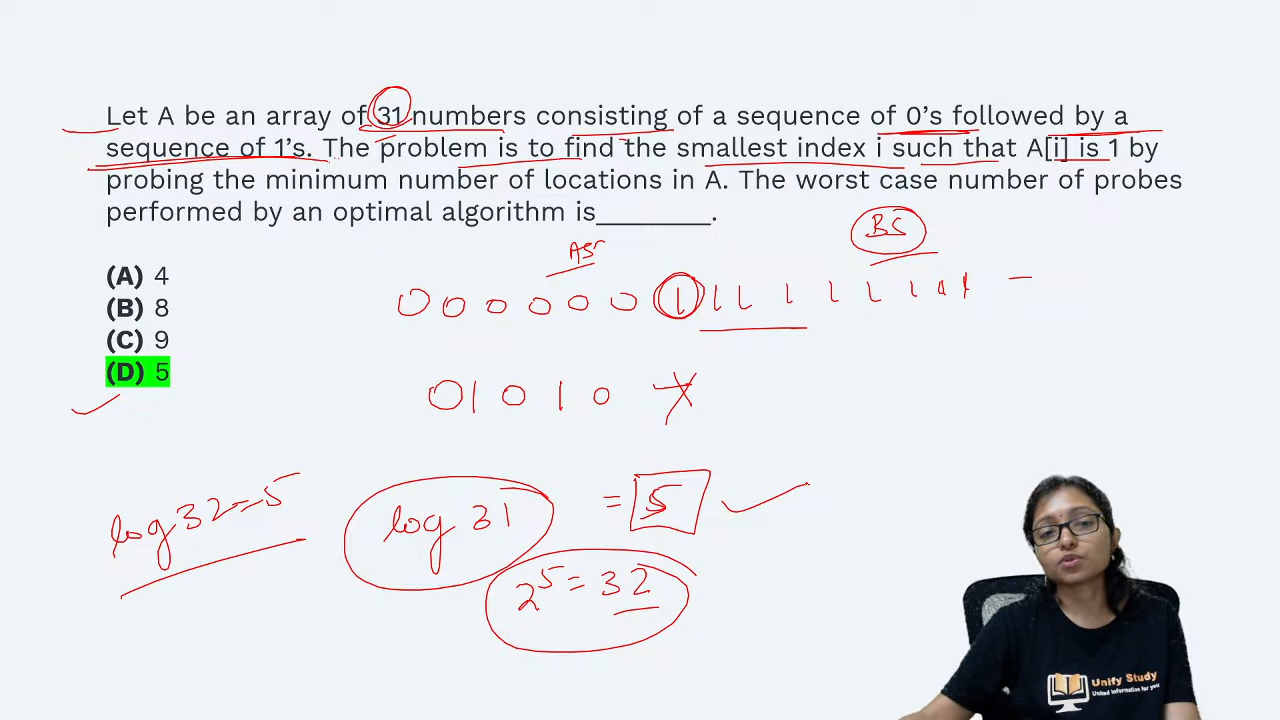 Let A be an array of 31 numbers consisting of a sequence of 0's followed by a
sequence of 1's. The problem is to find the smallest index i such that A[i] is 1 by
probing the minimum number of locations in A. The worst case number of probes
performed by an optimal algorithm is________.
BS
(A) 4
(B) 8
(C) 9
(D) 5
0 0 0 0 0 0 1 1 1 1 1 1 1
0 1 0 1 0
log 32 = 5
log 31 = 5
2^5 = 32
Unify Study
United Information for you